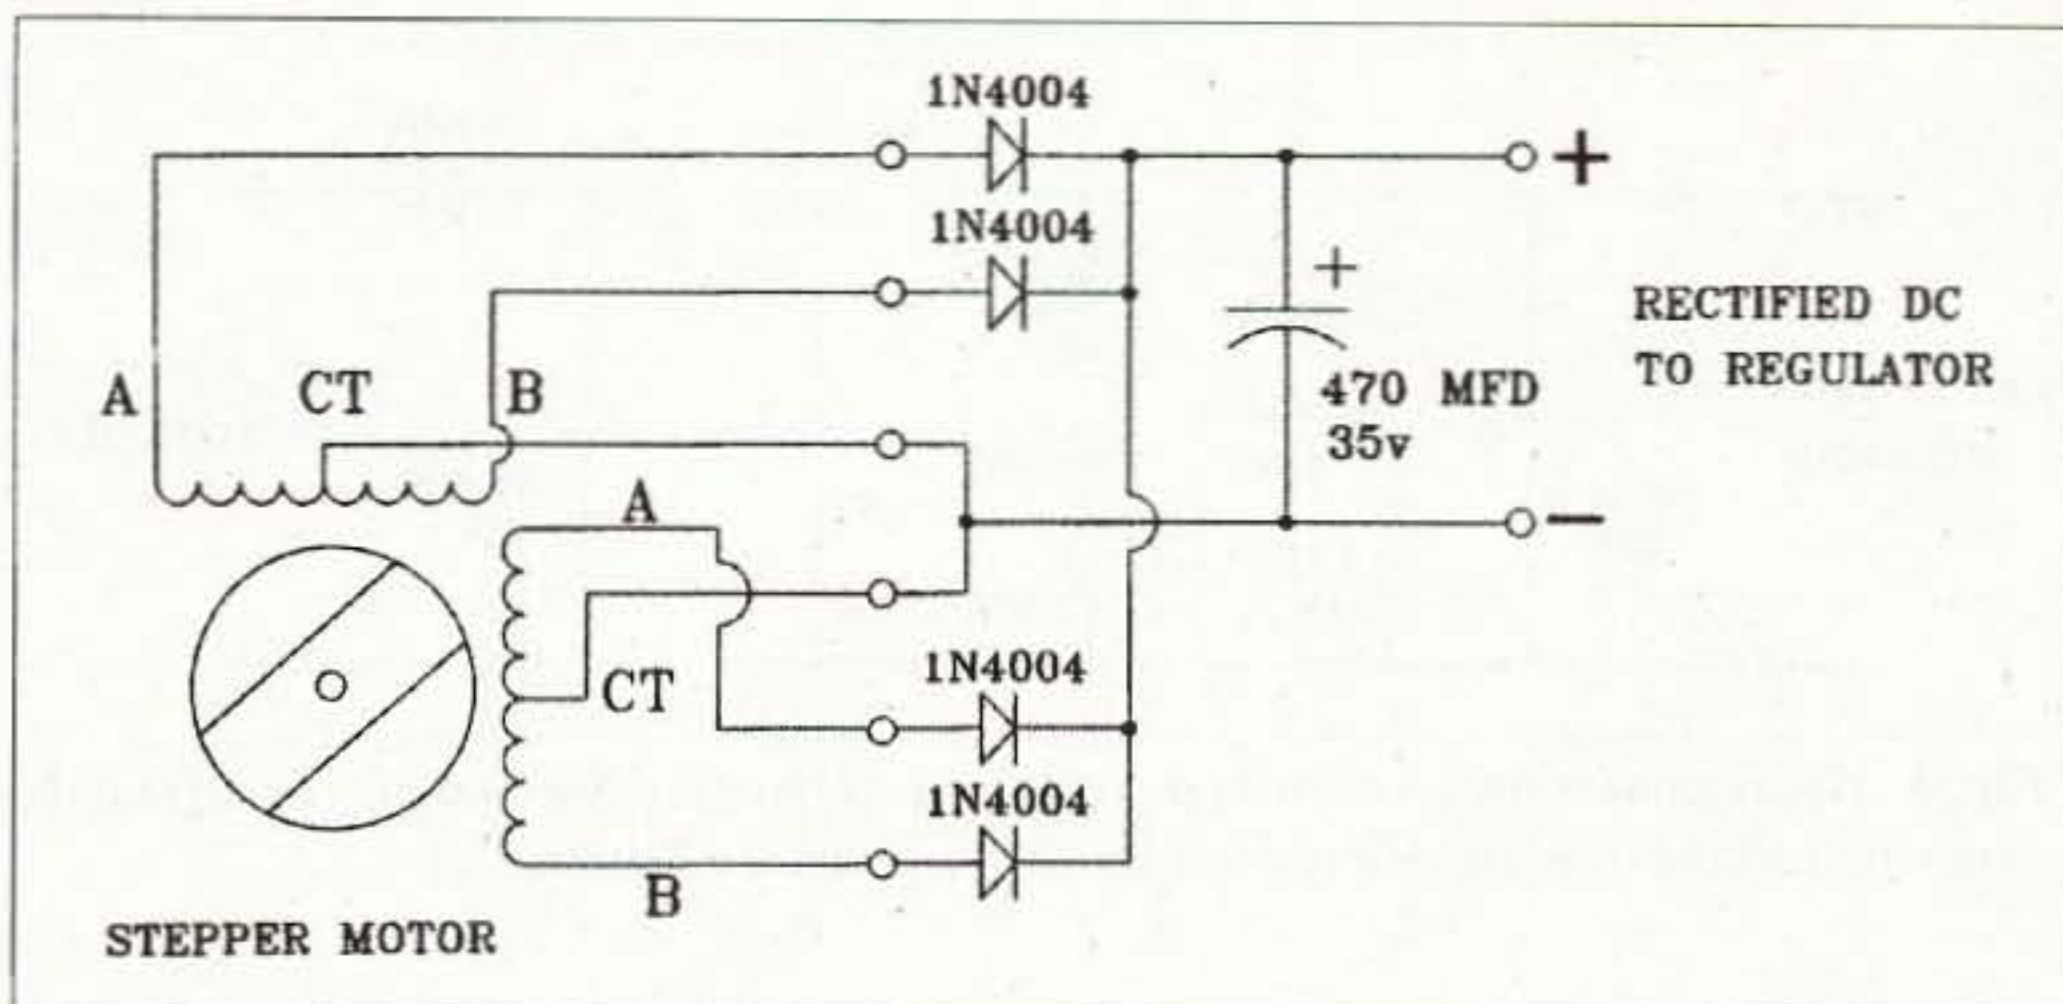 1N4004
+
1N4004
+
RECTIFIED DC
TO REGULATOR
A
CT
B
470 MFD
35v
A
−
1N4004
CT
1N4004
B
STEPPER MOTOR